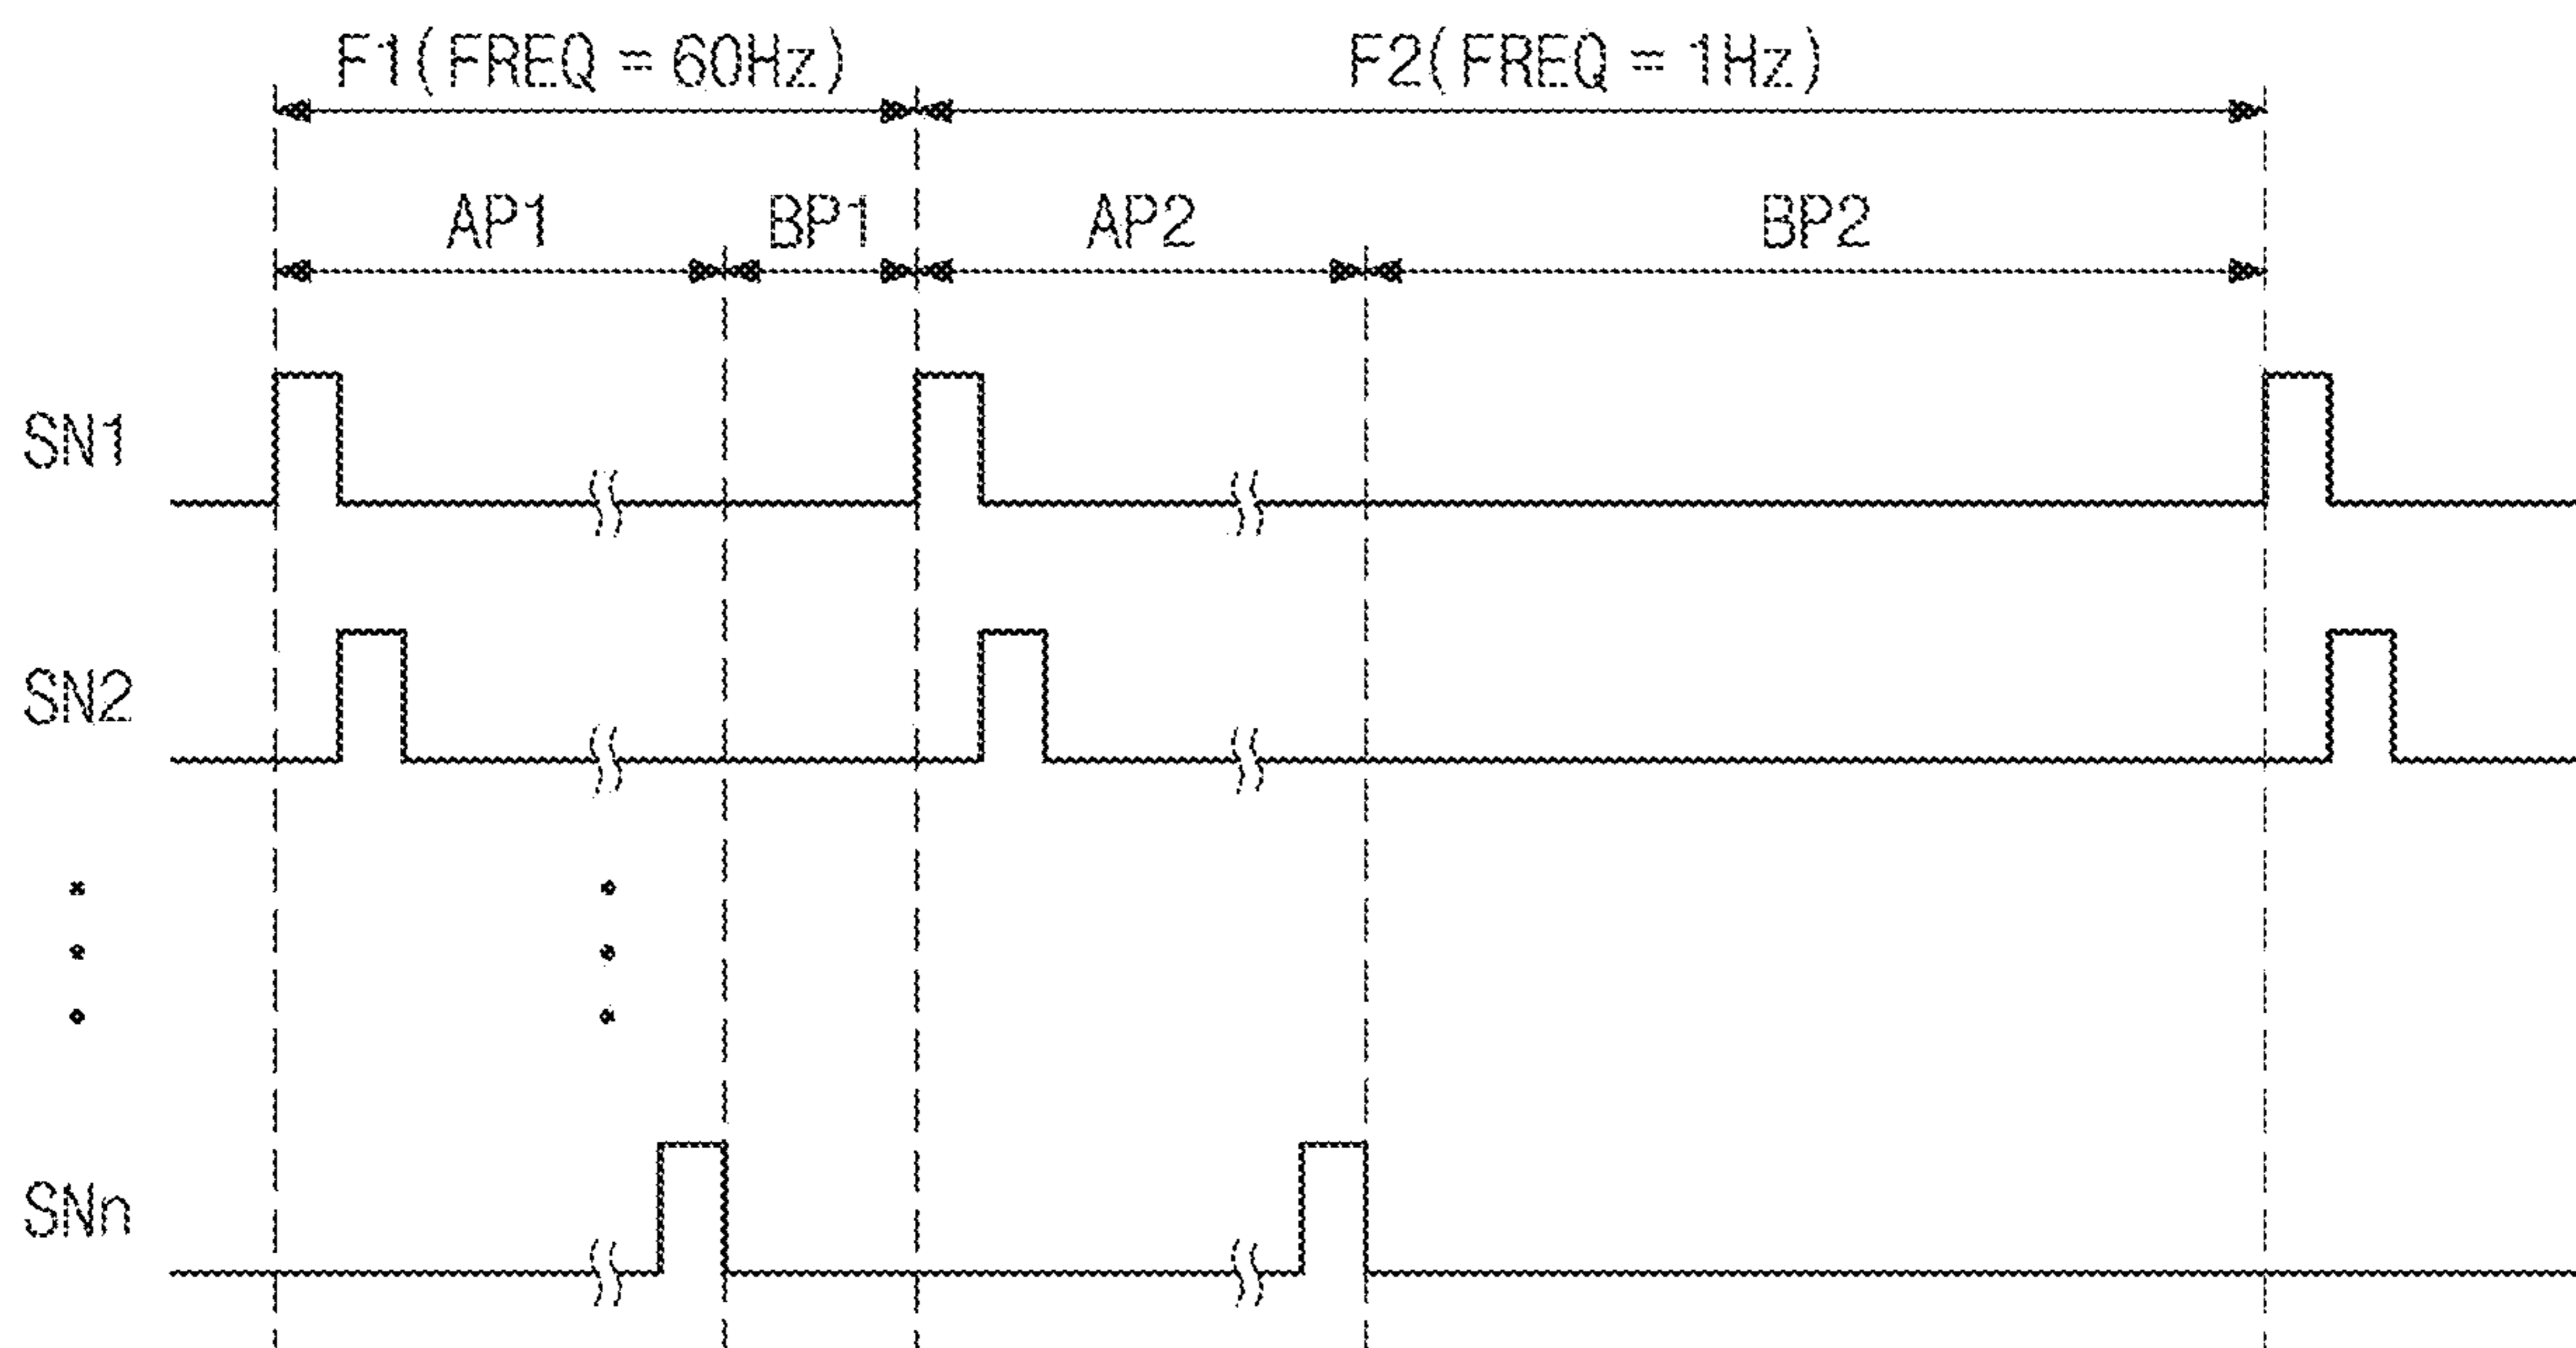 F1(FREQ = 60Hz) F2(FREQ = 1Hz)
AP1 BP1 AP2 BP2
SN1
SN2
SNn